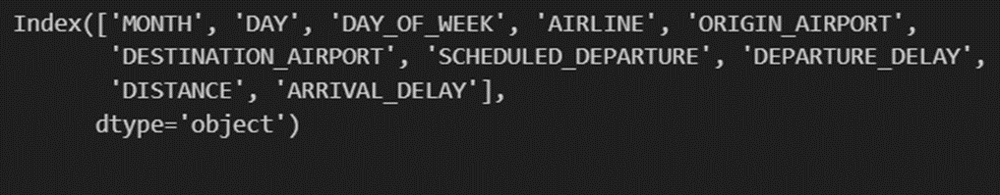 Index(['MONTH', 'DAY', 'DAY_OF_WEEK', 'AIRLINE', 'ORIGIN_AIRPORT',
'DESTINATION_AIRPORT', 'SCHEDULED_DEPARTURE', 'DEPARTURE_DELAY',
'DISTANCE', 'ARRIVAL_DELAY'],
dtype='object')